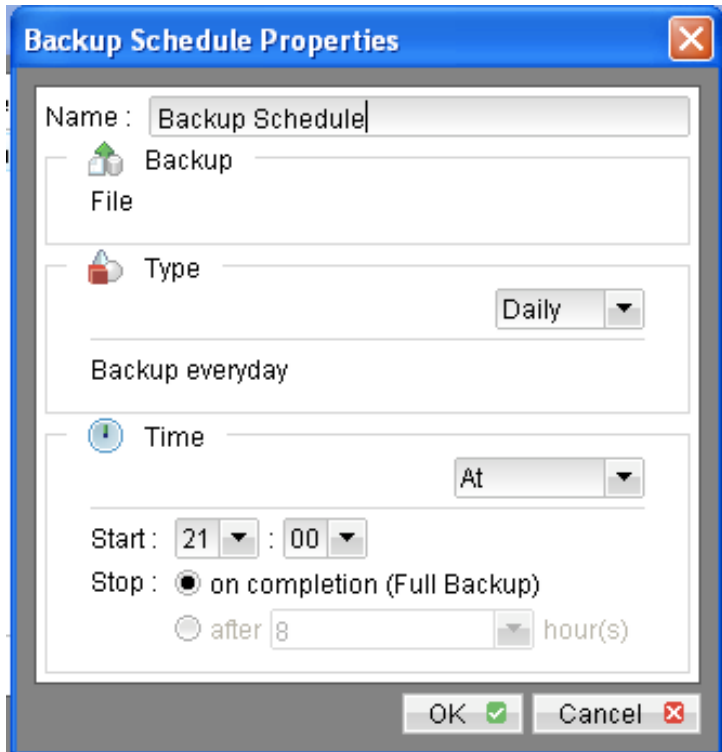 Backup Schedule Properties
Name : Backup Schedule
Backup
File
Type
Daily
Backup everyday
Time
At
Start : 21 : 00
Stop : on completion (Full Backup)
after 8 hour(s)
OK Cancel